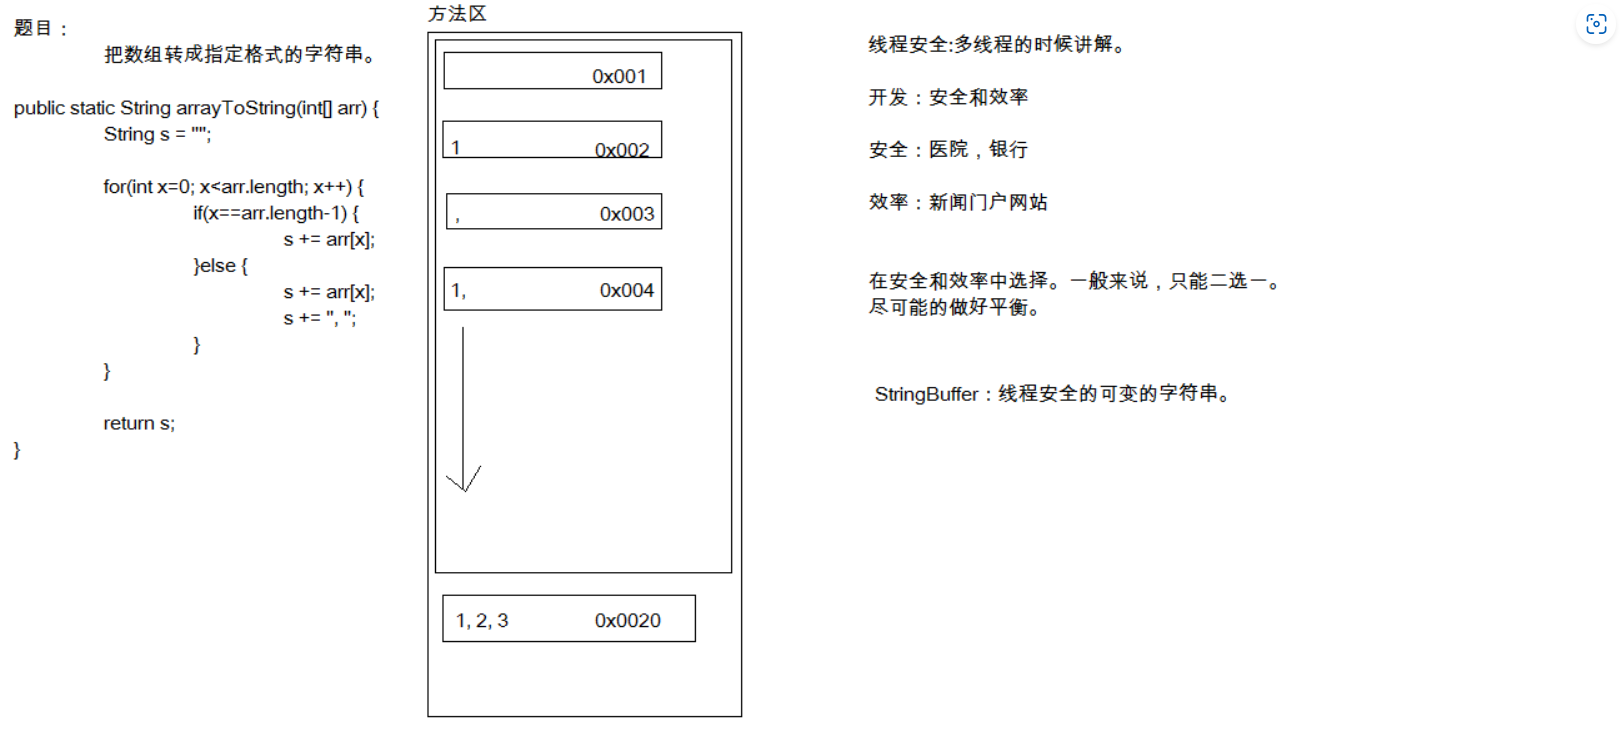 题目：
把数组转成指定格式的字符串。
public static String arrayToString(int[] arr) {
String s = "";
for(int x=0; x<arr.length; x++) {
if(x==arr.length-1) {
s += arr[x];
}else {
s += arr[x];
s += ", ";
}
}
return s;
}
方法区
0x001
1 0x002
, 0x003
1, 0x004
1, 2, 3 0x0020
线程安全:多线程的时候讲解。
开发：安全和效率
安全：医院，银行
效率：新闻门户网站
在安全和效率中选择。一般来说，只能二选一。
尽可能的做好平衡。
StringBuffer：线程安全的可变的字符串。